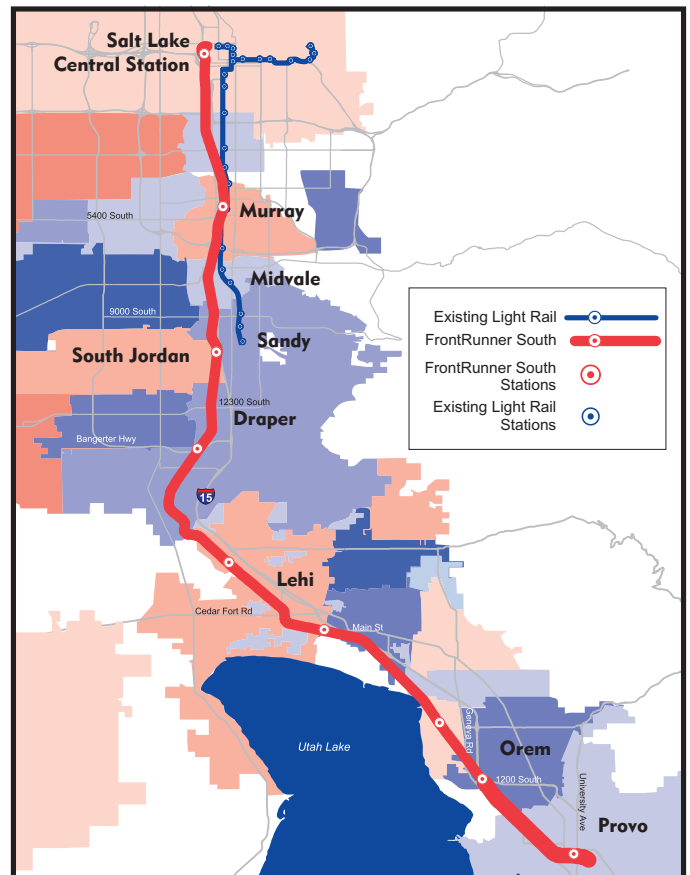 Salt Lake
Central Station
Murray
5400 South
Midvale
9000 South
Sandy
South Jordan
12300 South
Draper
Bangerter Hwy
15
Existing Light Rail
FrontRunner South
FrontRunner South
Stations
Existing Light Rail
Stations
Lehi
Cedar Fort Rd
Main St
Utah Lake
Geneva Rd
Orem
1200 South
University Ave
Provo